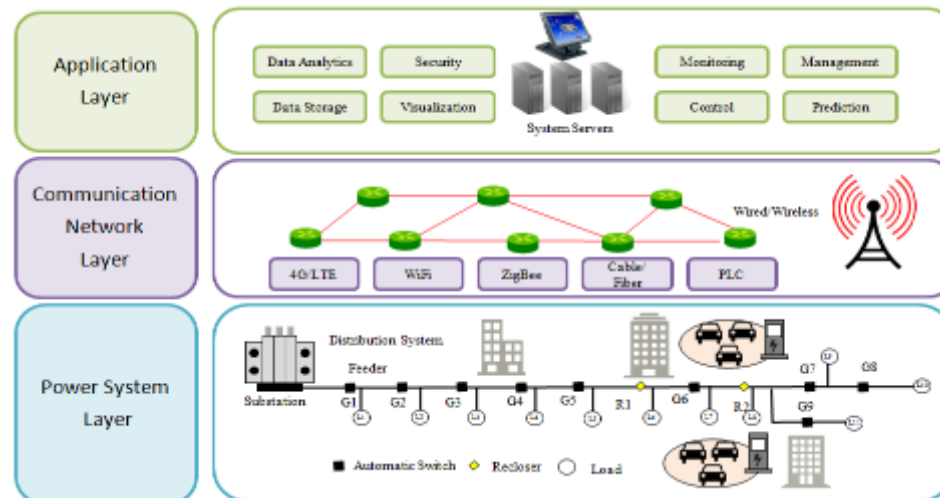 Application
Layer
Data Analytics
Security
Data Storage
Visualization
System Servers
Monitoring
Management
Control
Prediction
Communication
Network
Layer
Wired/Wireless
4G/LTE
WiFi
ZigBee
Cable/
Fiber
PLC
Power System
Layer
Distribution System
Feeder
Substation
G1
G2
G3
G4
G5
R1
G6
R2
G7
G8
G9
Automatic Switch
Recloser
Load